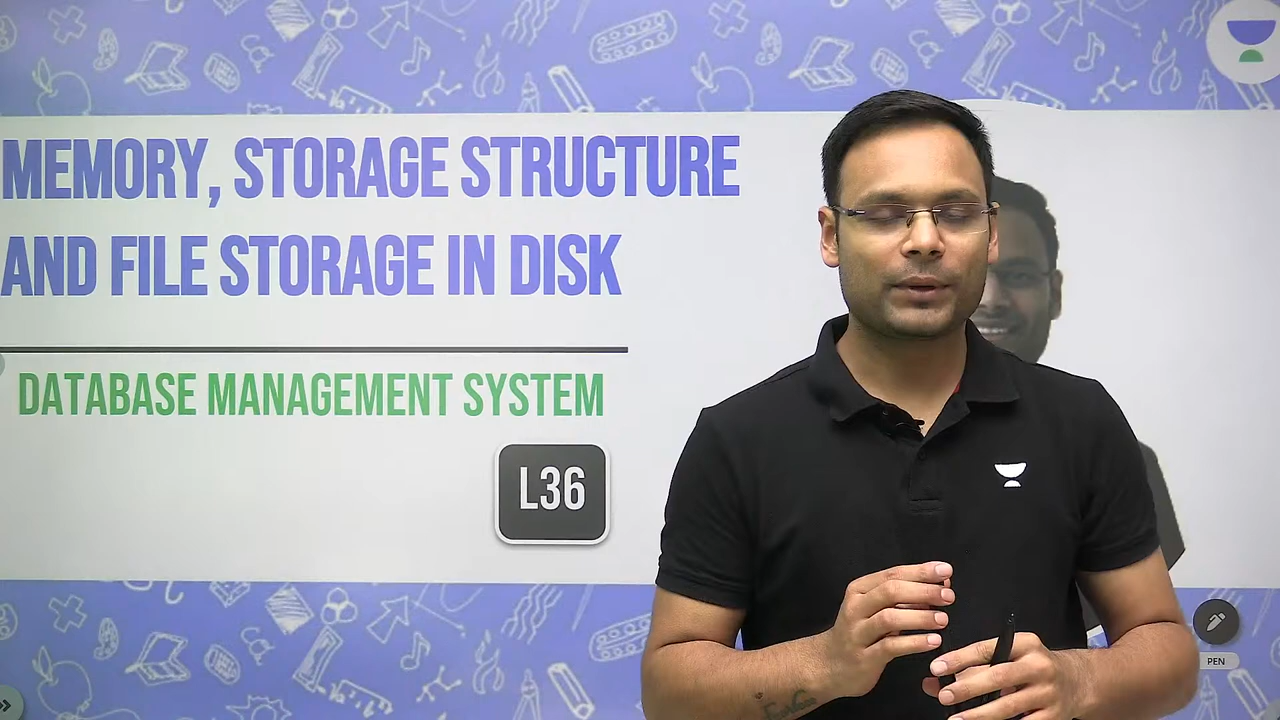 MEMORY, STORAGE STRUCTURE
AND FILE STORAGE IN DISK
DATABASE MANAGEMENT SYSTEM
L36
PEN